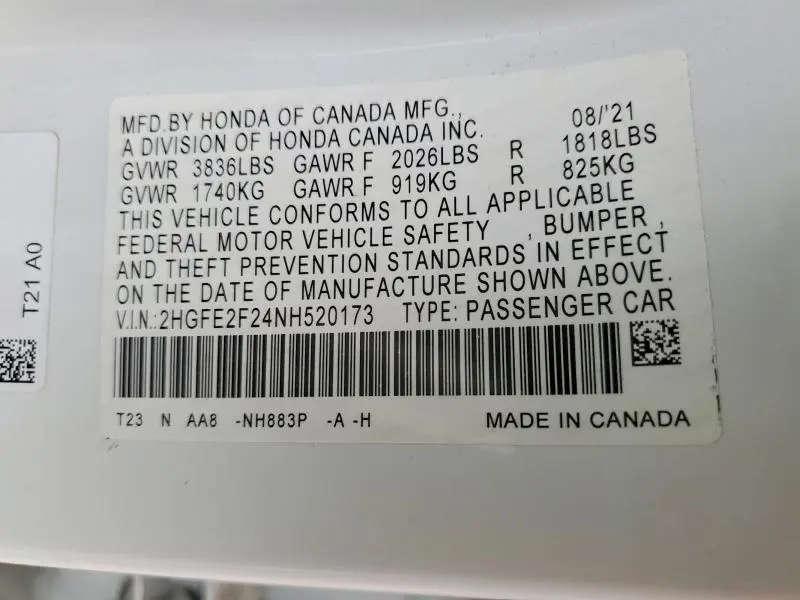 MFD.BY HONDA OF CANADA MFG., 08/'21
A DIVISION OF HONDA CANADA INC.
GVWR 3836LBS GAWR F 2026LBS R 1818LBS
GVWR 1740KG GAWR F 919KG R 825KG
THIS VEHICLE CONFORMS TO ALL APPLICABLE
FEDERAL MOTOR VEHICLE SAFETY , BUMPER ,
AND THEFT PREVENTION STANDARDS IN EFFECT
ON THE DATE OF MANUFACTURE SHOWN ABOVE.
V.I.N.:2HGFE2F24NH520173 TYPE: PASSENGER CAR
T23 N AA8 -NH883P -A -H MADE IN CANADA
T21 A0